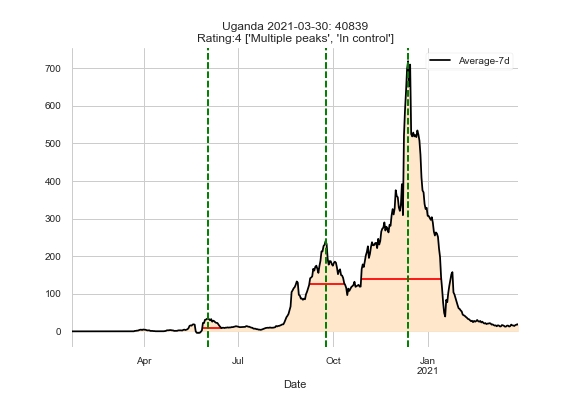 Uganda 2021-03-30: 40839
Rating:4 ['Multiple peaks', 'In control']
Average-7d
700
600
500
400
300
200
100
0
Apr
Jul
Oct
Jan
2021
Date